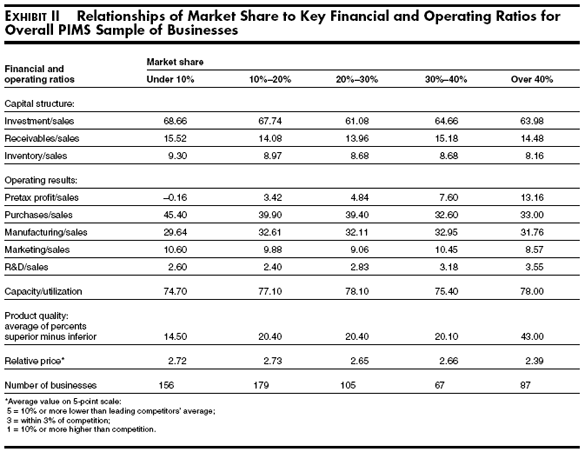 EXHIBIT II Relationships of Market Share to Key Financial and Operating Ratios for
Overall PIMS Sample of Businesses
Financial and
operating ratios
Market share
Under 10% 10%–20% 20%–30% 30%–40% Over 40%
Capital structure:
Investment/sales 68.66 67.74 61.08 64.66 63.98
Receivables/sales 15.52 14.08 13.96 15.18 14.48
Inventory/sales 9.30 8.97 8.68 8.68 8.16
Operating results:
Pretax profit/sales –0.16 3.42 4.84 7.60 13.16
Purchases/sales 45.40 39.90 39.40 32.60 33.00
Manufacturing/sales 29.64 32.61 32.11 32.95 31.76
Marketing/sales 10.60 9.88 9.06 10.45 8.57
R&D/sales 2.60 2.40 2.83 3.18 3.55
Capacity/utilization 74.70 77.10 78.10 75.40 78.00
Product quality:
average of percents
superior minus inferior 14.50 20.40 20.40 20.10 43.00
Relative price* 2.72 2.73 2.65 2.66 2.39
Number of businesses 156 179 105 67 87
*Average value on 5-point scale:
5 = 10% or more lower than leading competitors' average;
3 = within 3% of competition;
1 = 10% or more higher than competition.